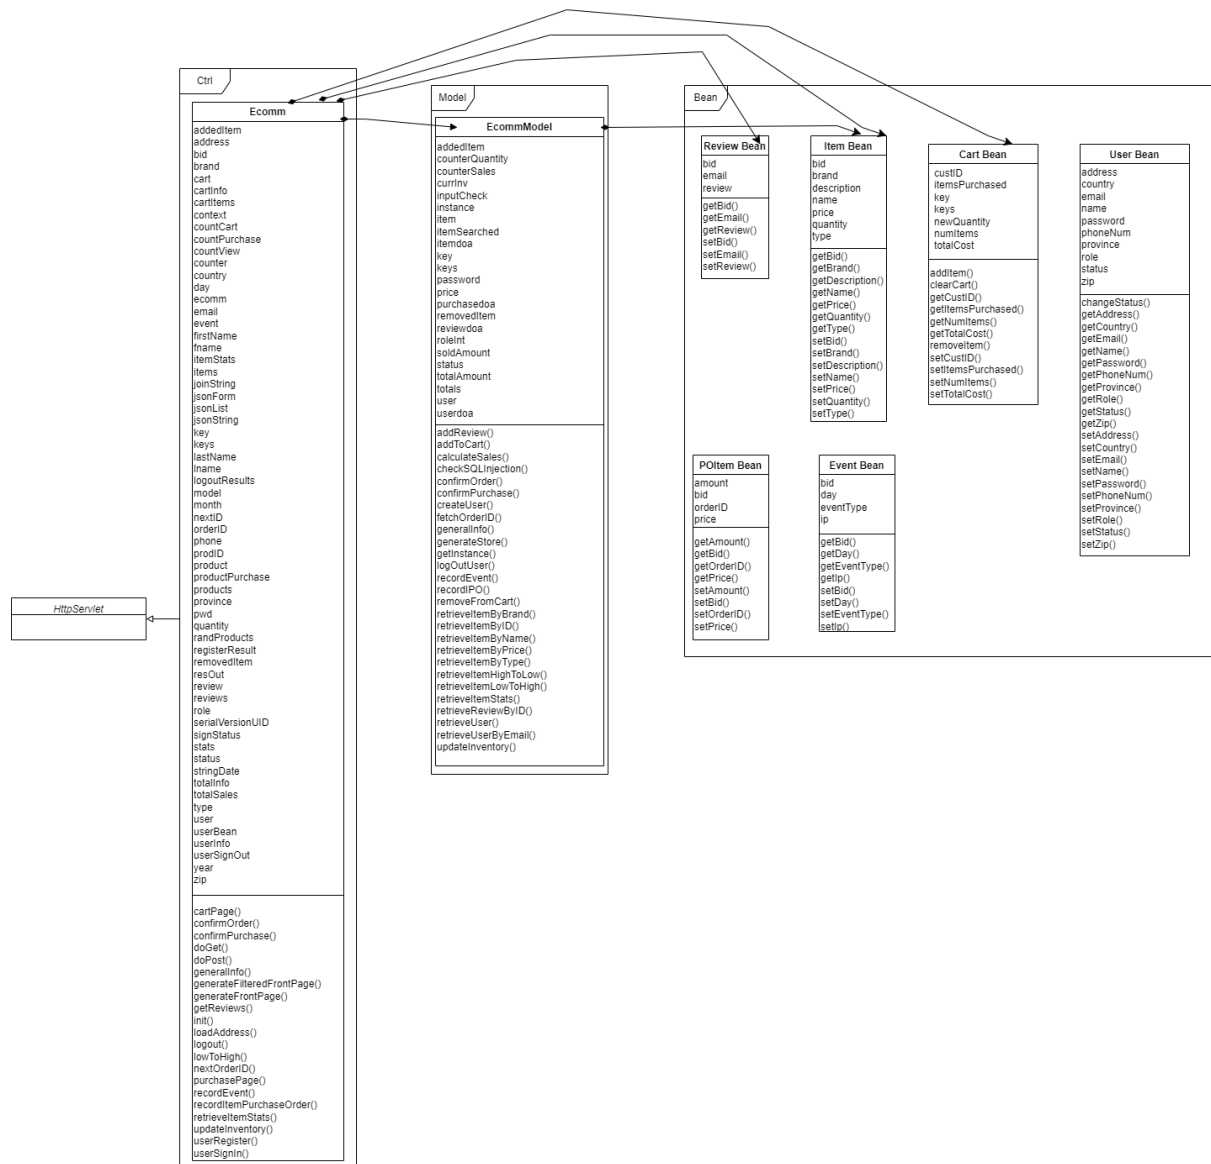 Ctrl
Ecomm
addedItem
address
bid
brand
cart
cartInfo
cartItems
context
countCart
countPurchase
countView
counter
country
day
ecomm
email
event
firstName
fname
itemStats
items
joinString
jsonForm
jsonList
jsonString
key
keys
lastName
lname
logoutResults
model
month
nextID
orderID
phone
prodID
product
productPurchase
products
province
pwd
quantity
randProducts
registerResult
removedItem
resOut
review
reviews
role
serialVersionUID
signStatus
stats
status
stringDate
totalInfo
totalSales
type
user
userBean
userInfo
userSignOut
year
zip
cartPage()
confirmOrder()
confirmPurchase()
doGet()
doPost()
generalInfo()
generateFilteredFrontPage()
generateFrontPage()
getReviews()
init()
loadAddress()
logout()
lowToHigh()
nextOrderID()
purchasePage()
recordEvent()
recordItemPurchaseOrder()
retrieveItemStats()
updateInventory()
userRegister()
userSignIn()
HttpServlet
Model
EcommModel
addedItem
counterQuantity
counterSales
currInv
inputCheck
instance
item
itemSearched
itemdoa
key
keys
password
price
purchasedoa
removedItem
reviewdoa
roleInt
soldAmount
status
totalAmount
totals
user
userdoa
addReview()
addToCart()
calculateSales()
checkSQLInjection()
confirmOrder()
confirmPurchase()
createUser()
fetchOrderID()
generalInfo()
generateStore()
getInstance()
logOutUser()
recordEvent()
recordIPO()
removeFromCart()
retrieveItemByBrand()
retrieveItemByID()
retrieveItemByName()
retrieveItemByPrice()
retrieveItemByType()
retrieveItemHighToLow()
retrieveItemLowToHigh()
retrieveItemStats()
retrieveReviewByID()
retrieveUser()
retrieveUserByEmail()
updateInventory()
Bean
Review Bean
bid
email
review
getBid()
getEmail()
getReview()
setBid()
setEmail()
setReview()
Item Bean
bid
brand
description
name
price
quantity
type
getBid()
getBrand()
getDescription()
getName()
getPrice()
getQuantity()
getType()
setBid()
setBrand()
setDescription()
setName()
setPrice()
setQuantity()
setType()
Cart Bean
custID
itemsPurchased
key
keys
newQuantity
numItems
totalCost
addItem()
clearCart()
getCustID()
getItemsPurchased()
getNumItems()
getTotalCost()
removeItem()
setCustID()
setItemsPurchased()
setNumItems()
setTotalCost()
User Bean
address
country
email
name
password
phoneNum
province
role
status
zip
changeStatus()
getAddress()
getCountry()
getEmail()
getName()
getPassword()
getPhoneNum()
getProvince()
getRole()
getStatus()
getZip()
setAddress()
setCountry()
setEmail()
setName()
setPassword()
setPhoneNum()
setProvince()
setRole()
setStatus()
setZip()
POItem Bean
amount
bid
orderID
price
getAmount()
getBid()
getOrderID()
getPrice()
setAmount()
setBid()
setOrderID()
setPrice()
Event Bean
bid
day
eventType
ip
getBid()
getDay()
getEventType()
getIp()
setBid()
setDay()
setEventType()
setIp()